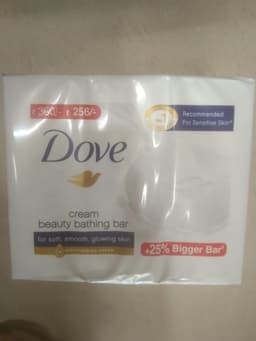 ₹ 360/- ₹ 256/-
Recommended
For Sensitive Skin^
Dove
cream
beauty bathing bar
for soft, smooth, glowing skin
+25% Bigger Bar